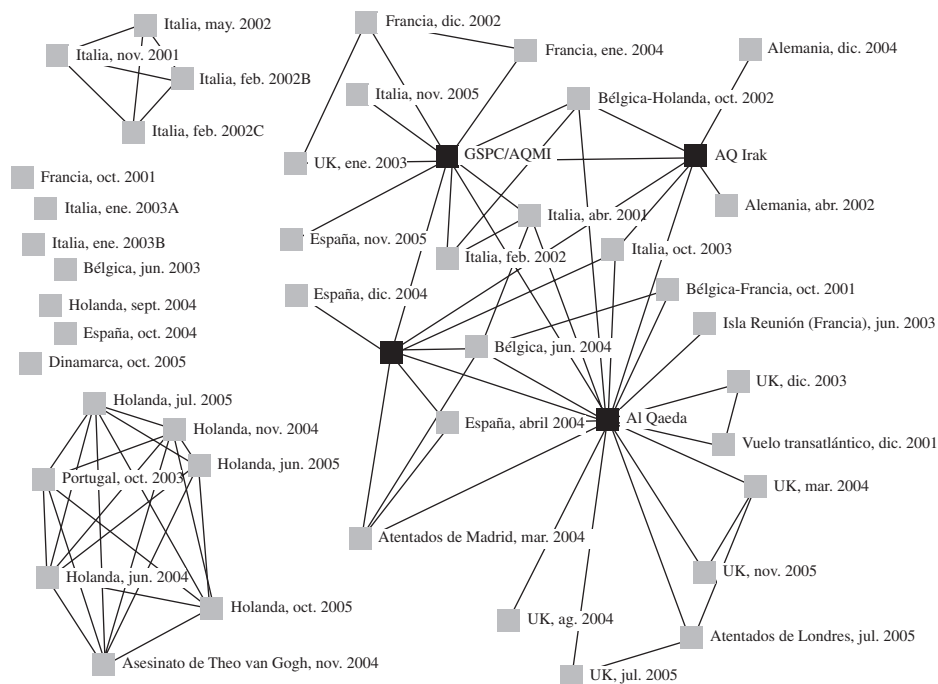 Italia, may. 2002
Italia, nov. 2001
Italia, feb. 2002B
Italia, feb. 2002C
Francia, oct. 2001
Italia, ene. 2003A
Italia, ene. 2003B
Bélgica, jun. 2003
Holanda, sept. 2004
España, oct. 2004
Dinamarca, oct. 2005
Holanda, jul. 2005
Holanda, nov. 2004
Holanda, jun. 2005
Portugal, oct. 2003
Holanda, jun. 2004
Holanda, oct. 2005
Asesinato de Theo van Gogh, nov. 2004
Francia, dic. 2002
Francia, ene. 2004
Alemania, dic. 2004
Italia, nov. 2005
Bélgica-Holanda, oct. 2002
UK, ene. 2003
GSPC/AQMI
AQ Irak
Alemania, abr. 2002
Italia, abr. 2001
España, nov. 2005
Italia, feb. 2002
Italia, oct. 2003
España, dic. 2004
Bélgica-Francia, oct. 2001
Isla Reunión (Francia), jun. 2003
Bélgica, jun. 2004
UK, dic. 2003
España, abril 2004
Al Qaeda
Vuelo transatlántico, dic. 2001
UK, mar. 2004
Atentados de Madrid, mar. 2004
UK, nov. 2005
UK, ag. 2004
Atentados de Londres, jul. 2005
UK, jul. 2005